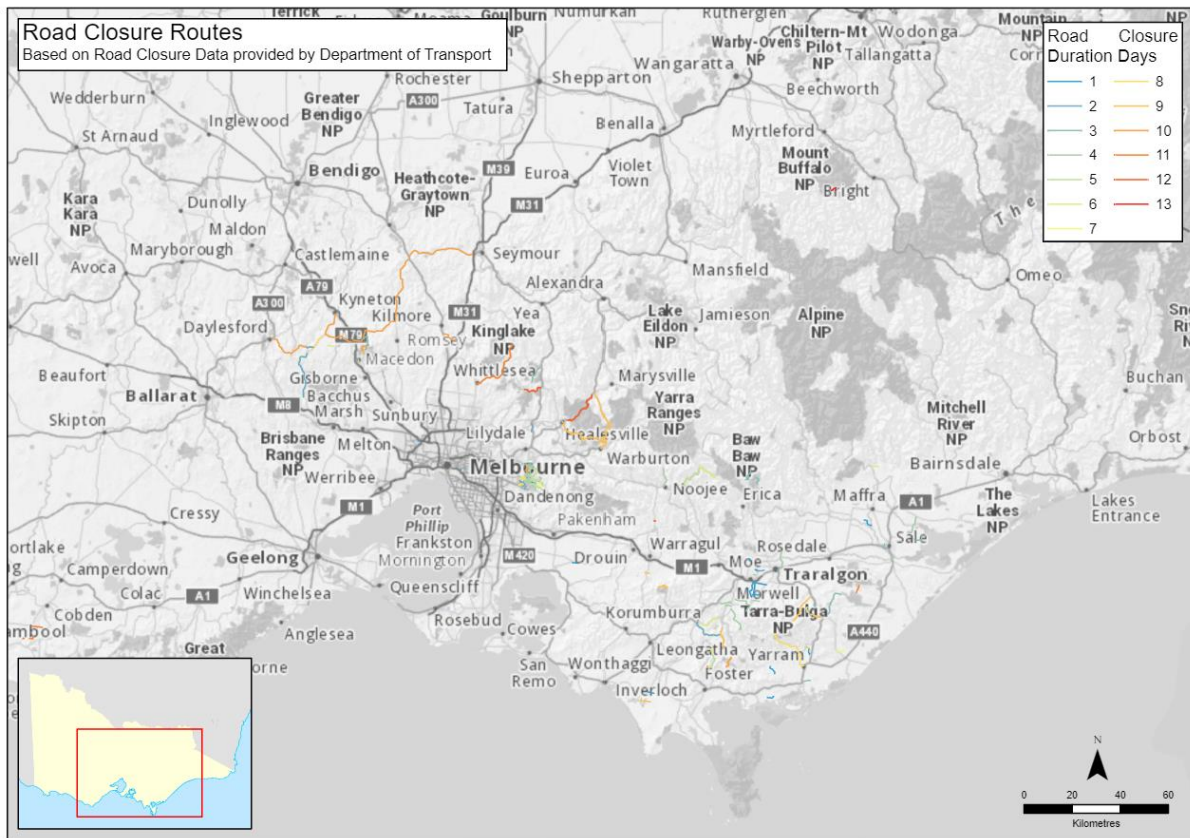 Road Closure Routes
Based on Road Closure Data provided by Department of Transport
Road Closure
Duration Days
1 8
2 9
3 10
4 11
5 12
6 13
7
Goulburn
Numurkah
Rutherglen
Mountain
NP
Warby-Ovens
NP
Chiltern-Mt
Pilot
NP
Wodonga
Tallangatta
Wangaratta
Beechworth
Rochester
Shepparton
A300
Tatura
Wedderburn
Greater
Bendigo
NP
Inglewood
St Arnaud
Bendigo
Benalla
Myrtleford
Violet
Town
Mount
Buffalo
NP
Bright
M39
Euroa
Heathcote-
Graytown
NP
M31
Kara
Kara
NP
Dunolly
Maldon
Maryborough
Castlemaine
Avoca
Seymour
Alexandra
Mansfield
Omeo
A79
A300
Kyneton
Kilmore
M31
Yea
Lake
Eildon
NP
Jamieson
Alpine
NP
Daylesford
M79
Romsey
Kinglake
NP
Macedon
Whittlesea
Beaufort
Gisborne
Marysville
Buchan
Ballarat
M8
Bacchus
Marsh
Sunbury
Yarra
Ranges
NP
Mitchell
River
NP
Skipton
Melton
Lilydale
Healesville
Orbost
Brisbane
Ranges
NP
Warburton
Baw
Baw
NP
Bairnsdale
Werribee
Melbourne
Noojee
Erica
Maffra
A1
The
Lakes
NP
Lakes
Entrance
M1
Dandenong
Cressy
Port
Phillip
Pakenham
Sale
Geelong
Frankston
Mornington
M420
Drouin
Warragul
M1
Moe
Rosedale
Traralgon
Camperdown
Colac
A1
Winchelsea
Queenscliff
Morwell
Cobden
Rosebud
Korumburra
Tarra-Bulga
NP
Anglesea
Cowes
A440
Great
San
Remo
Wonthaggi
Leongatha
Yarram
Foster
Inverloch
N
0 20 40 60
Kilometres